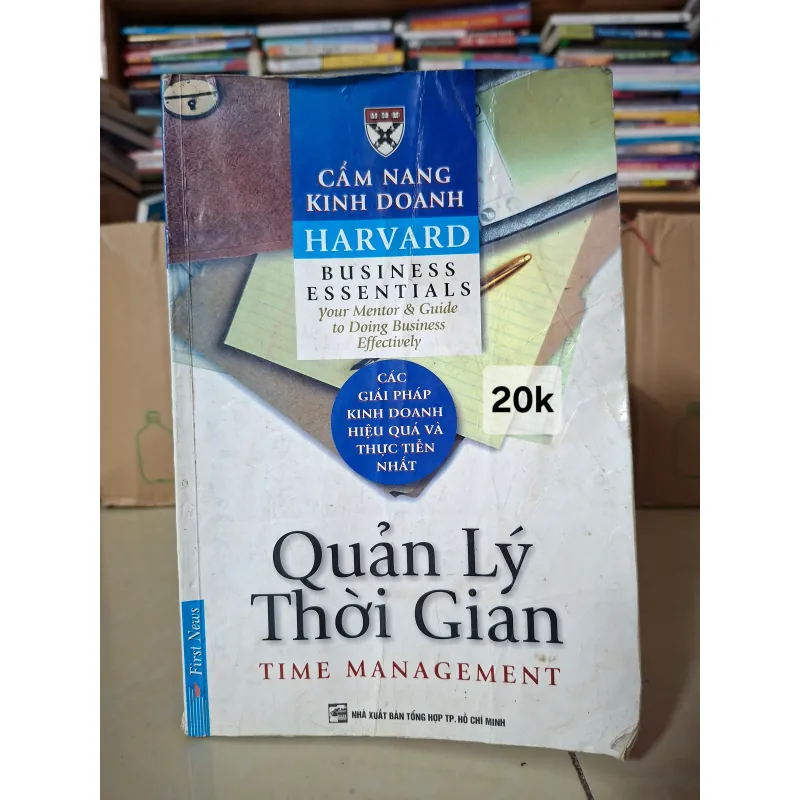 CẨM NANG
KINH DOANH
HARVARD
BUSINESS
ESSENTIALS
your Mentor & Guide
to Doing Business
Effectively
CÁC
GIẢI PHÁP
KINH DOANH
HIỆU QUẢ VÀ
THỰC TIỄN
NHẤT
20k
Quản Lý
Thời Gian
TIME MANAGEMENT
First News
NHÀ XUẤT BẢN TỔNG HỢP TP. HỒ CHÍ MINH